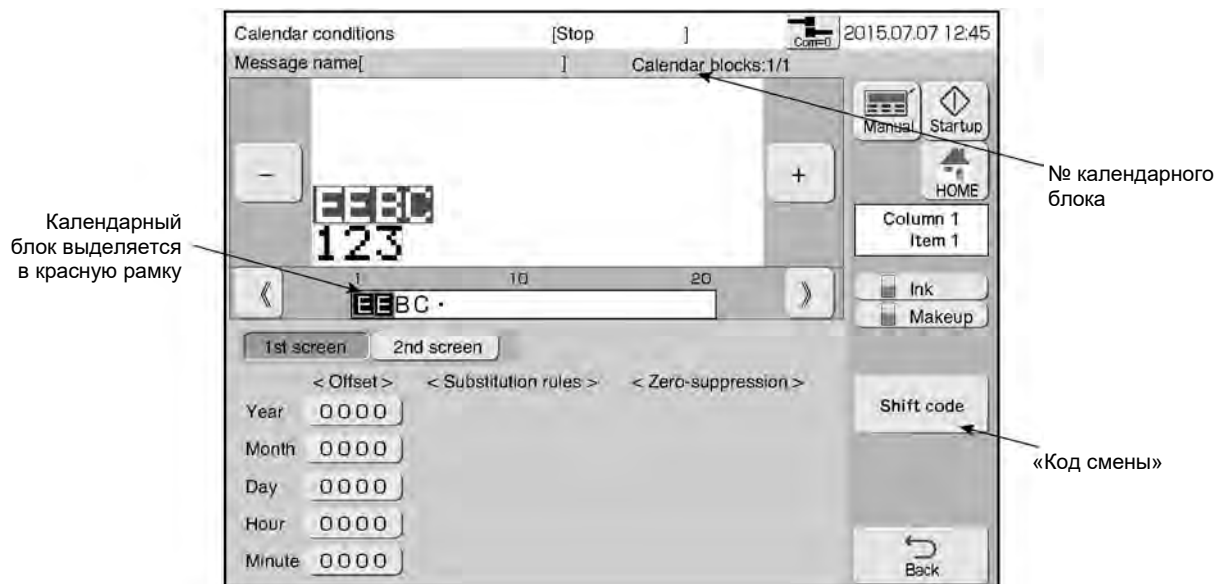 Calendar conditions [Stop ] Com=0 2015.07.07 12:45
Message name[ ] Calendar blocks:1/1
Manual Startup
HOME
− +
№ календарного
блока
EEBC
123
Column 1
Item 1
Календарный
блок выделяется
в красную рамку
1 10 20
《 EEBC· 》
Ink
Makeup
1st screen 2nd screen
< Offset > < Substitution rules > < Zero-suppression >
Year 0000
Shift code
Month 0000
«Код смены»
Day 0000
Hour 0000
Minute 0000
Back